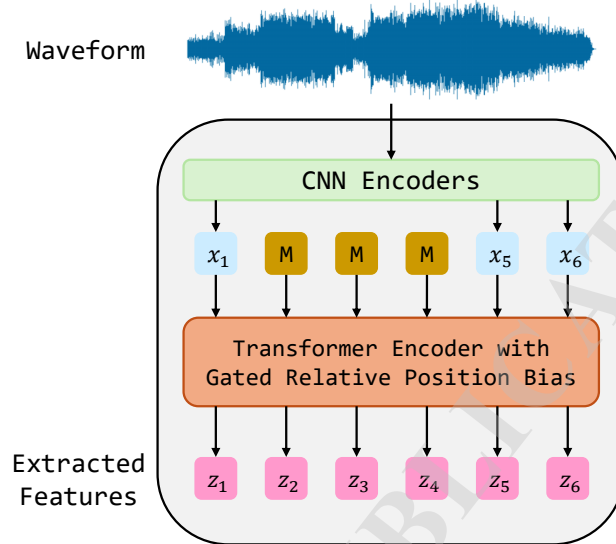 Waveform
CNN Encoders
x₁ M M M x₅ x₆
Transformer Encoder with
Gated Relative Position Bias
Extracted
Features
z₁ z₂ z₃ z₄ z₅ z₆